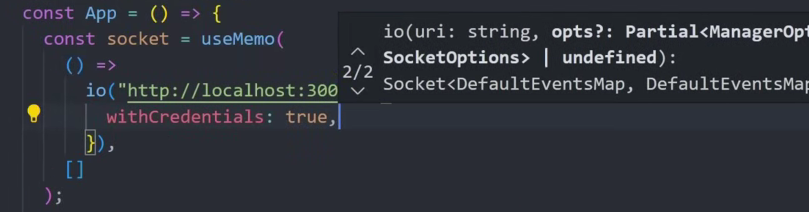 const App = () => {
const socket = useMemo(
() =>
io("http://localhost:300
withCredentials: true,
}),
[]
);
io(uri: string, opts?: Partial<ManagerOpt
SocketOptions> | undefined):
2/2
Socket<DefaultEventsMap, DefaultEventsMap